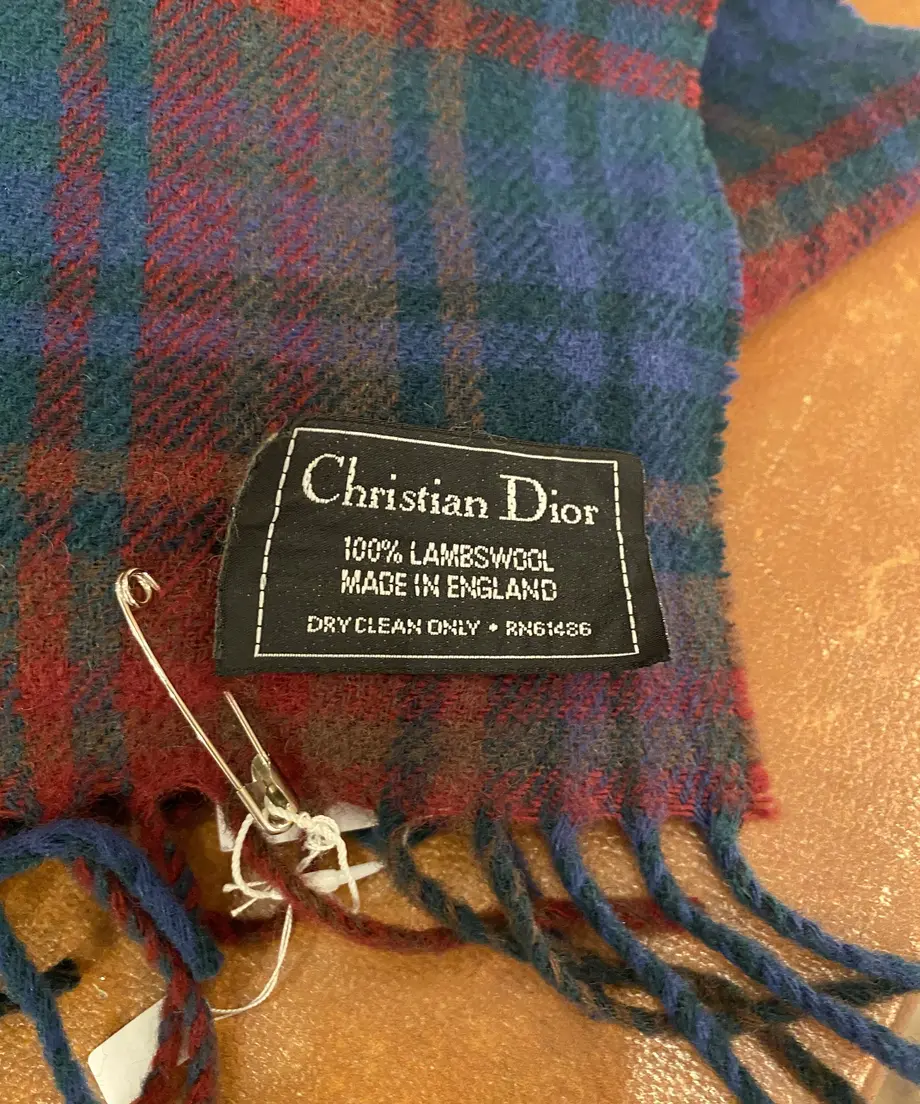 Christian Dior
100% LAMBSWOOL
MADE IN ENGLAND
DRY CLEAN ONLY • RN61486